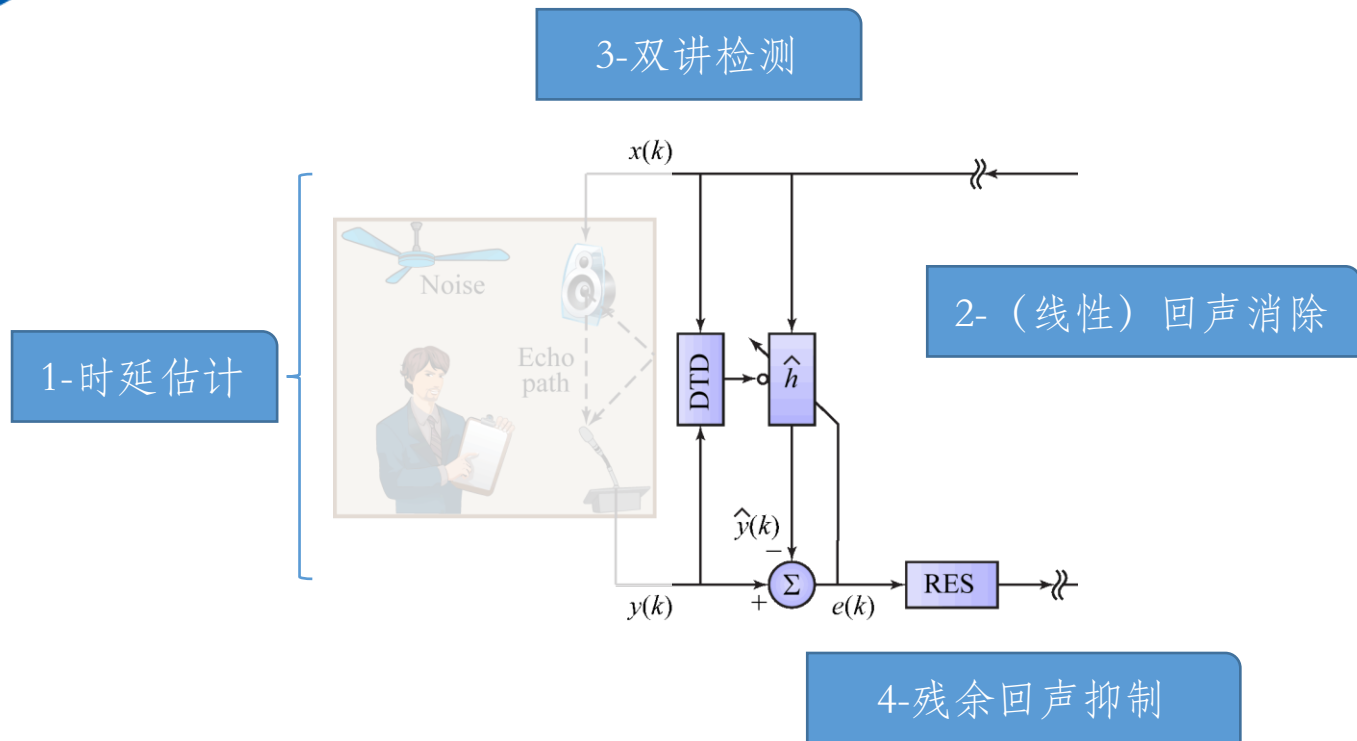 3-双讲检测
x(k)
Noise
2-（线性）回声消除
1-时延估计
Echo
path
DTD
ĥ
ŷ(k)
−
Σ
+
y(k)
e(k)
RES
4-残余回声抑制